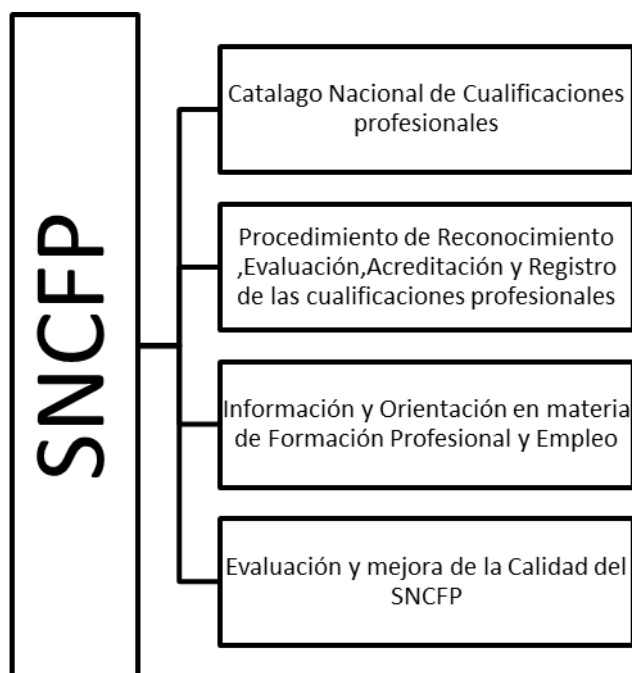 SNCFP
Catalago Nacional de Cualificaciones
profesionales
Procedimiento de Reconocimiento
,Evaluación,Acreditación y Registro
de las cualificaciones profesionales
Información y Orientación en materia
de Formación Profesional y Empleo
Evaluación y mejora de la Calidad del
SNCFP